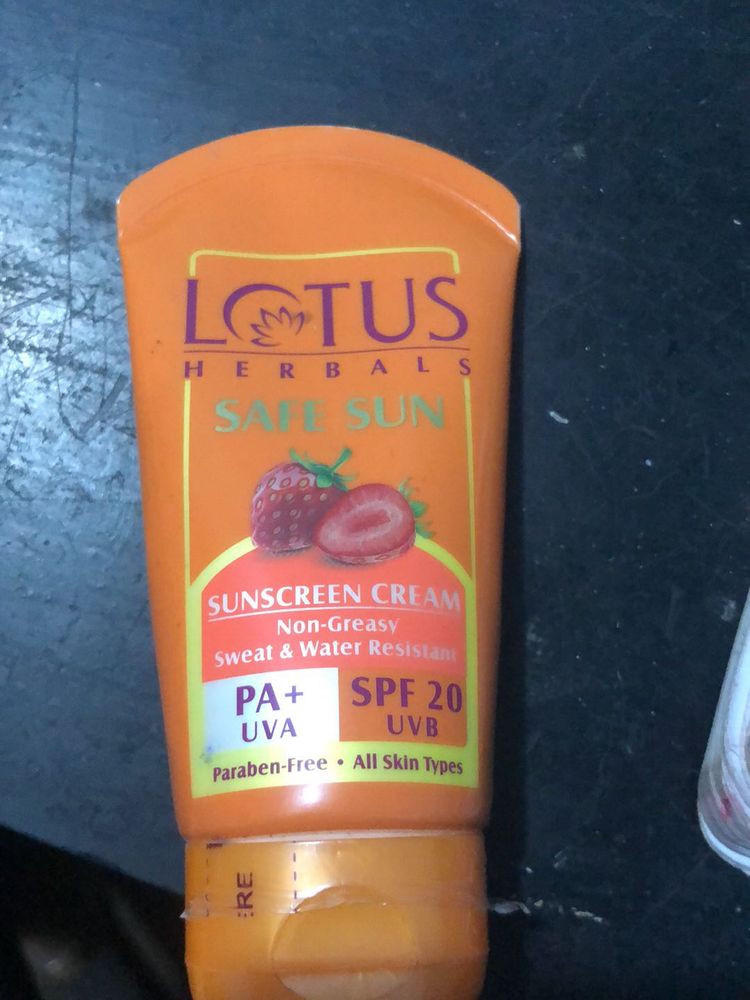 LOTUS
HERBALS
SAFE SUN
SUNSCREEN CREAM
Non-Greasy
Sweat & Water Resistant
PA+ SPF 20
UVA UVB
Paraben-Free • All Skin Types
:RE